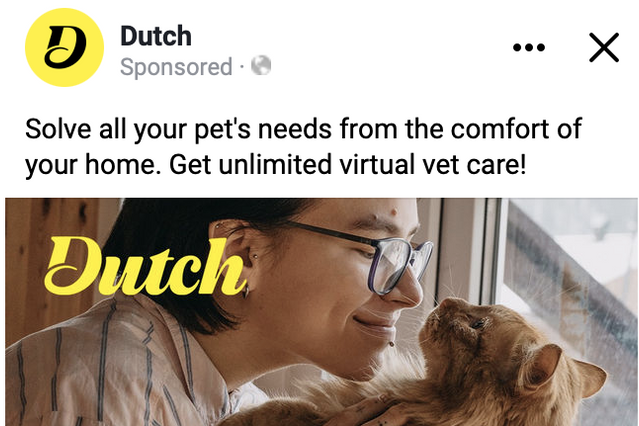 Dutch
Sponsored ·
Solve all your pet's needs from the comfort of
your home. Get unlimited virtual vet care!
Dutch